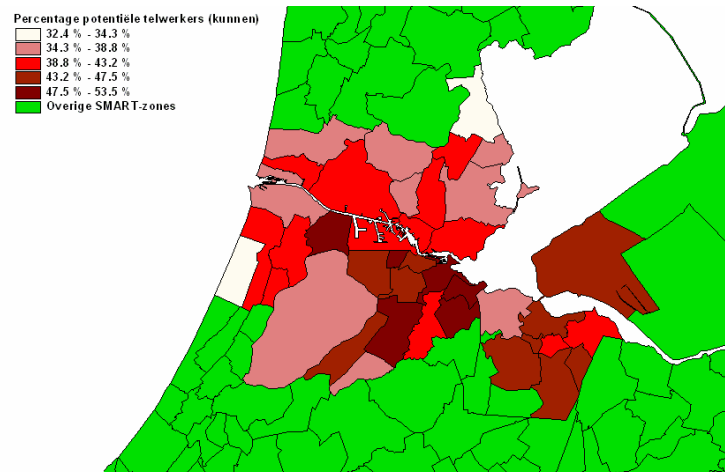 Percentage potentiële telwerkers (kunnen)
32.4 % - 34.3 %
34.3 % - 38.8 %
38.8 % - 43.2 %
43.2 % - 47.5 %
47.5 % - 53.5 %
Overige SMART-zones